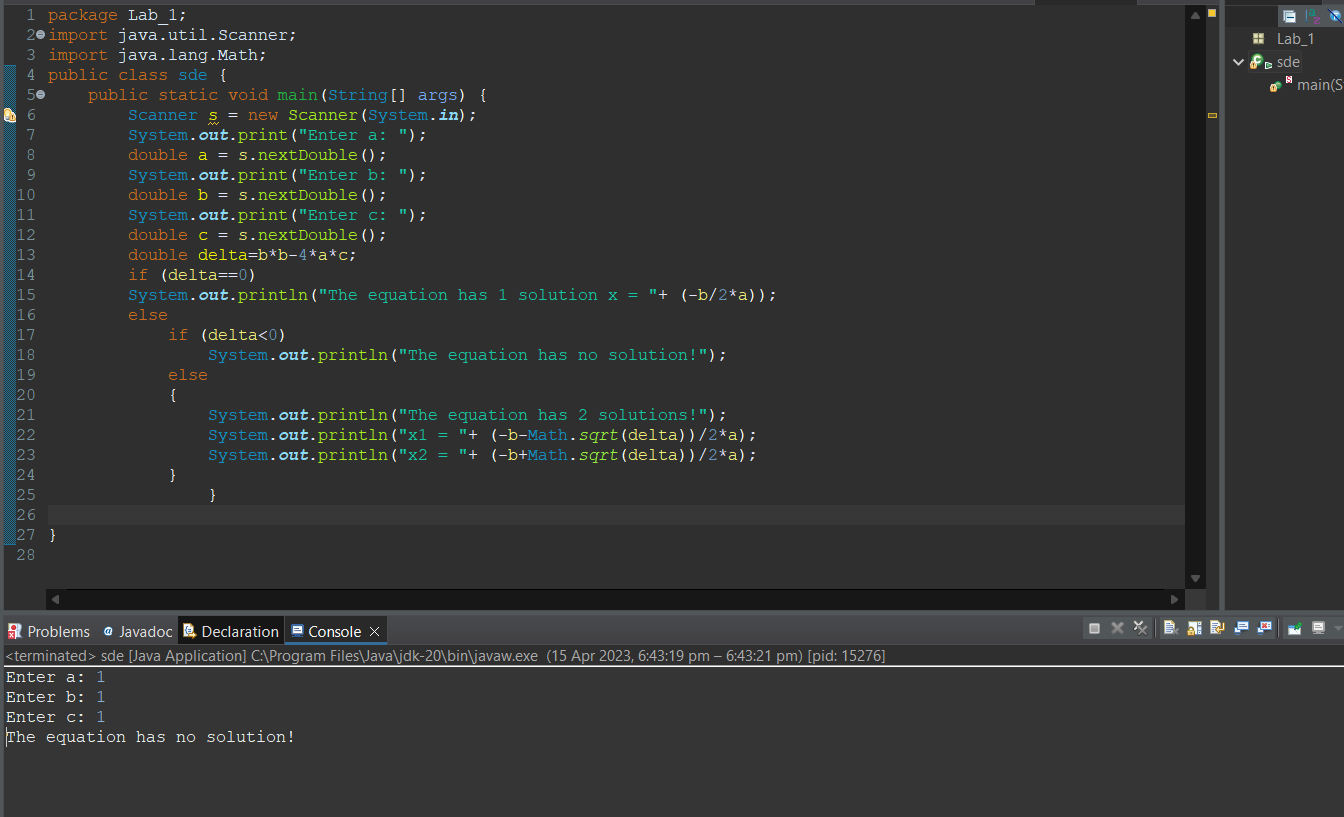 1 package Lab_1;
2 import java.util.Scanner;
3 import java.lang.Math;
4 public class sde {
5     public static void main(String[] args) {
6         Scanner s = new Scanner(System.in);
7         System.out.print("Enter a: ");
8         double a = s.nextDouble();
9         System.out.print("Enter b: ");
10         double b = s.nextDouble();
11         System.out.print("Enter c: ");
12         double c = s.nextDouble();
13         double delta=b*b-4*a*c;
14         if (delta==0)
15         System.out.println("The equation has 1 solution x = "+ (-b/2*a));
16         else
17             if (delta<0)
18                 System.out.println("The equation has no solution!");
19             else
20             {
21                 System.out.println("The equation has 2 solutions!");
22                 System.out.println("x1 = "+ (-b-Math.sqrt(delta))/2*a);
23                 System.out.println("x2 = "+ (-b+Math.sqrt(delta))/2*a);
24             }
25                 }
26
27 }
28
Lab_1
sde
main(S
Problems Javadoc Declaration Console
<terminated> sde [Java Application] C:\Program Files\Java\jdk-20\bin\javaw.exe (15 Apr 2023, 6:43:19 pm – 6:43:21 pm) [pid: 15276]
Enter a: 1
Enter b: 1
Enter c: 1
The equation has no solution!